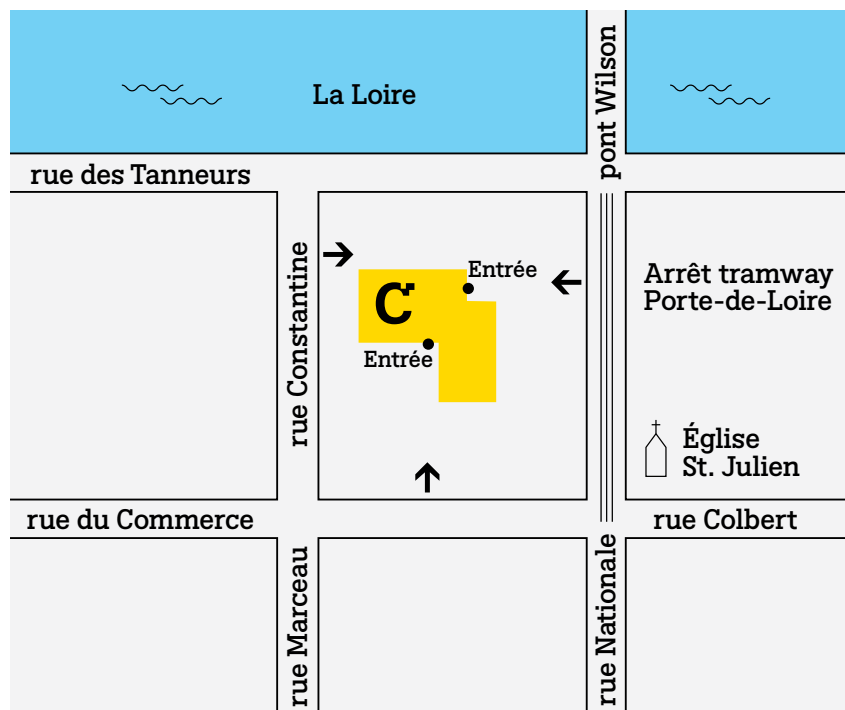 La Loire
pont Wilson
rue des Tanneurs
rue Constantine
Entrée
C
Entrée
Arrêt tramway
Porte-de-Loire
Église
St. Julien
rue du Commerce
rue Colbert
rue Marceau
rue Nationale